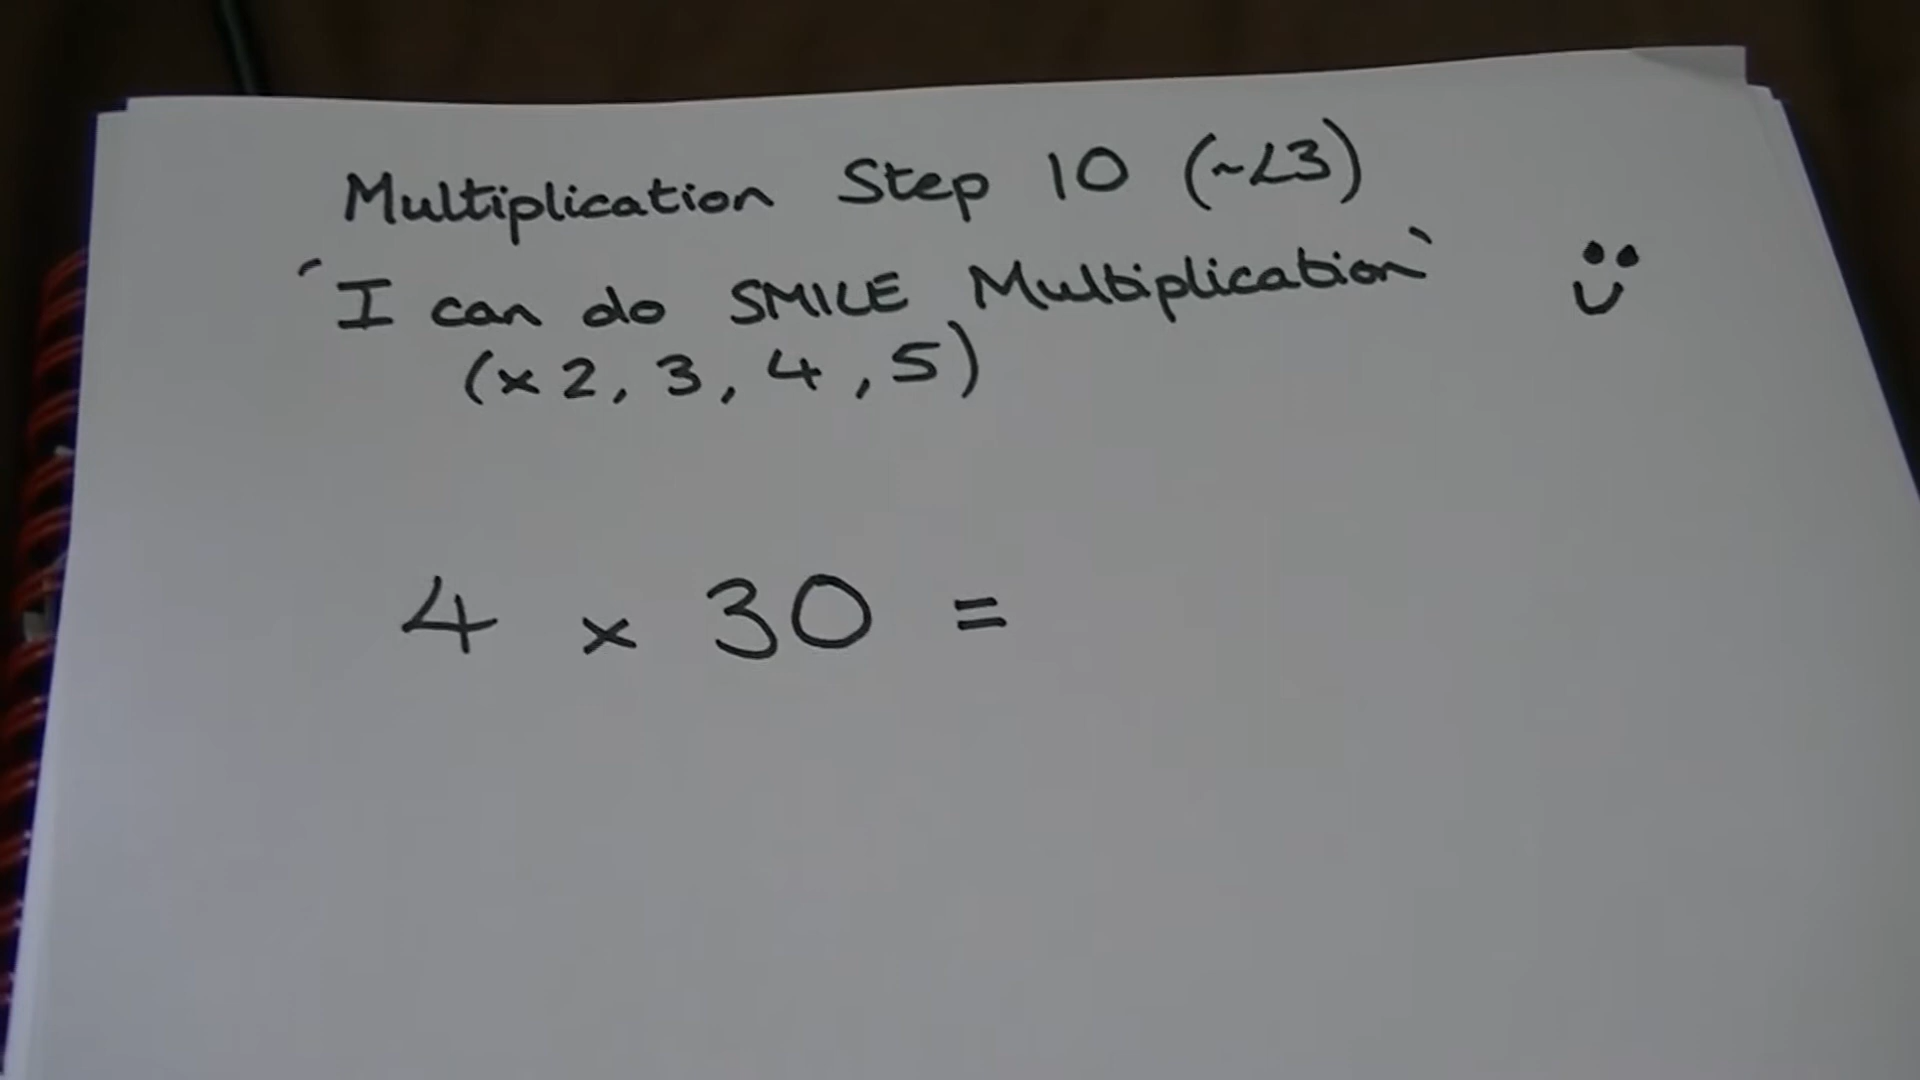 Multiplication Step 10 (~L3)
'I can do SMILE Multiplication'
(x 2, 3, 4, 5)
4 x 30 =